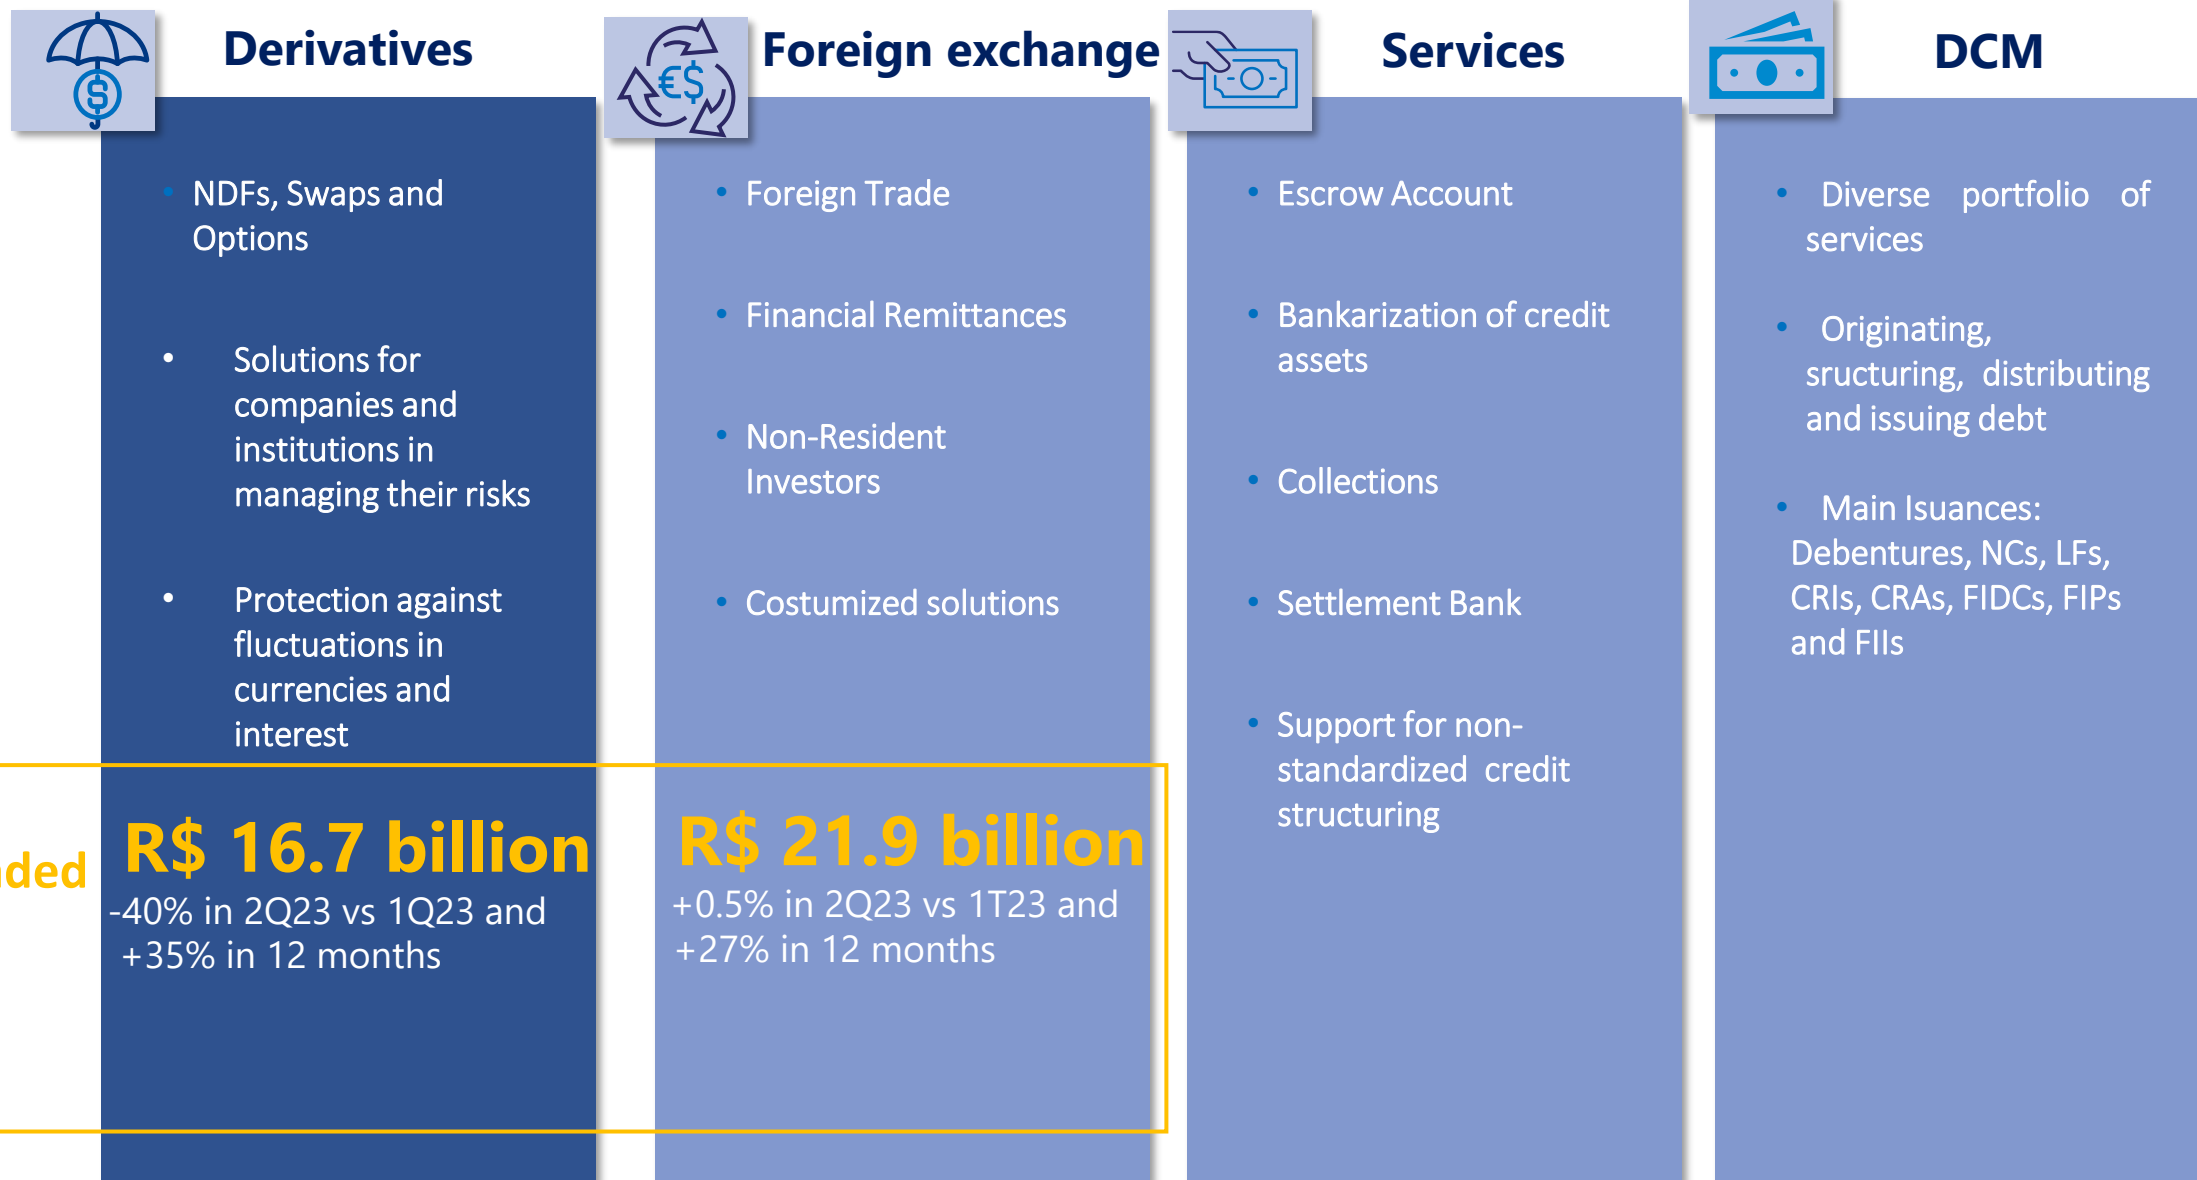 Derivatives
• NDFs, Swaps and
Options
• Solutions for
companies and
institutions in
managing their risks
• Protection against
fluctuations in
currencies and
interest
R$ 16.7 billion
-40% in 2Q23 vs 1Q23 and
+35% in 12 months
Foreign exchange
€$
• Foreign Trade
• Financial Remittances
• Non-Resident
Investors
• Costumized solutions
R$ 21.9 billion
+0.5% in 2Q23 vs 1T23 and
+27% in 12 months
Services
• Escrow Account
• Bankarization of credit
assets
• Collections
• Settlement Bank
• Support for non-
standardized credit
structuring
DCM
• Diverse portfolio of
services
• Originating,
sructuring, distributing
and issuing debt
• Main Isuances:
Debentures, NCs, LFs,
CRIs, CRAs, FIDCs, FIPs
and FIIs